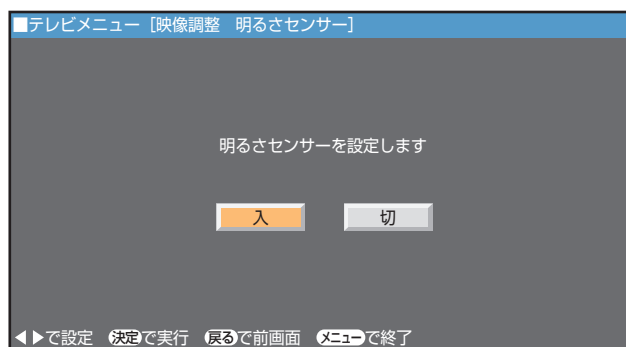 ■テレビメニュー［映像調整　明るさセンサー］
明るさセンサーを設定します
入　切
◀▶で設定　決定で実行　戻るで前画面　メニューで終了